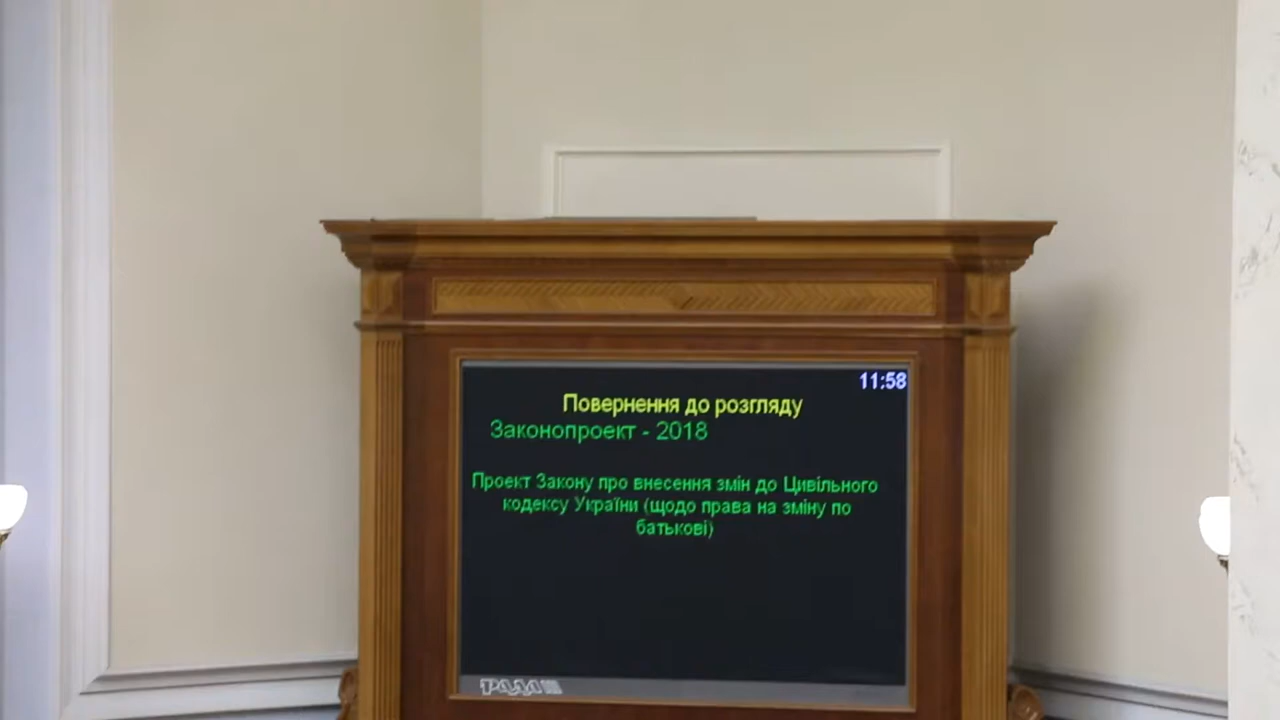 11:58
Повернення до розгляду
Законопроект - 2018
Проект Закону про внесення змін до Цивільного
кодексу України (щодо права на зміну по
батькові)
РАДА